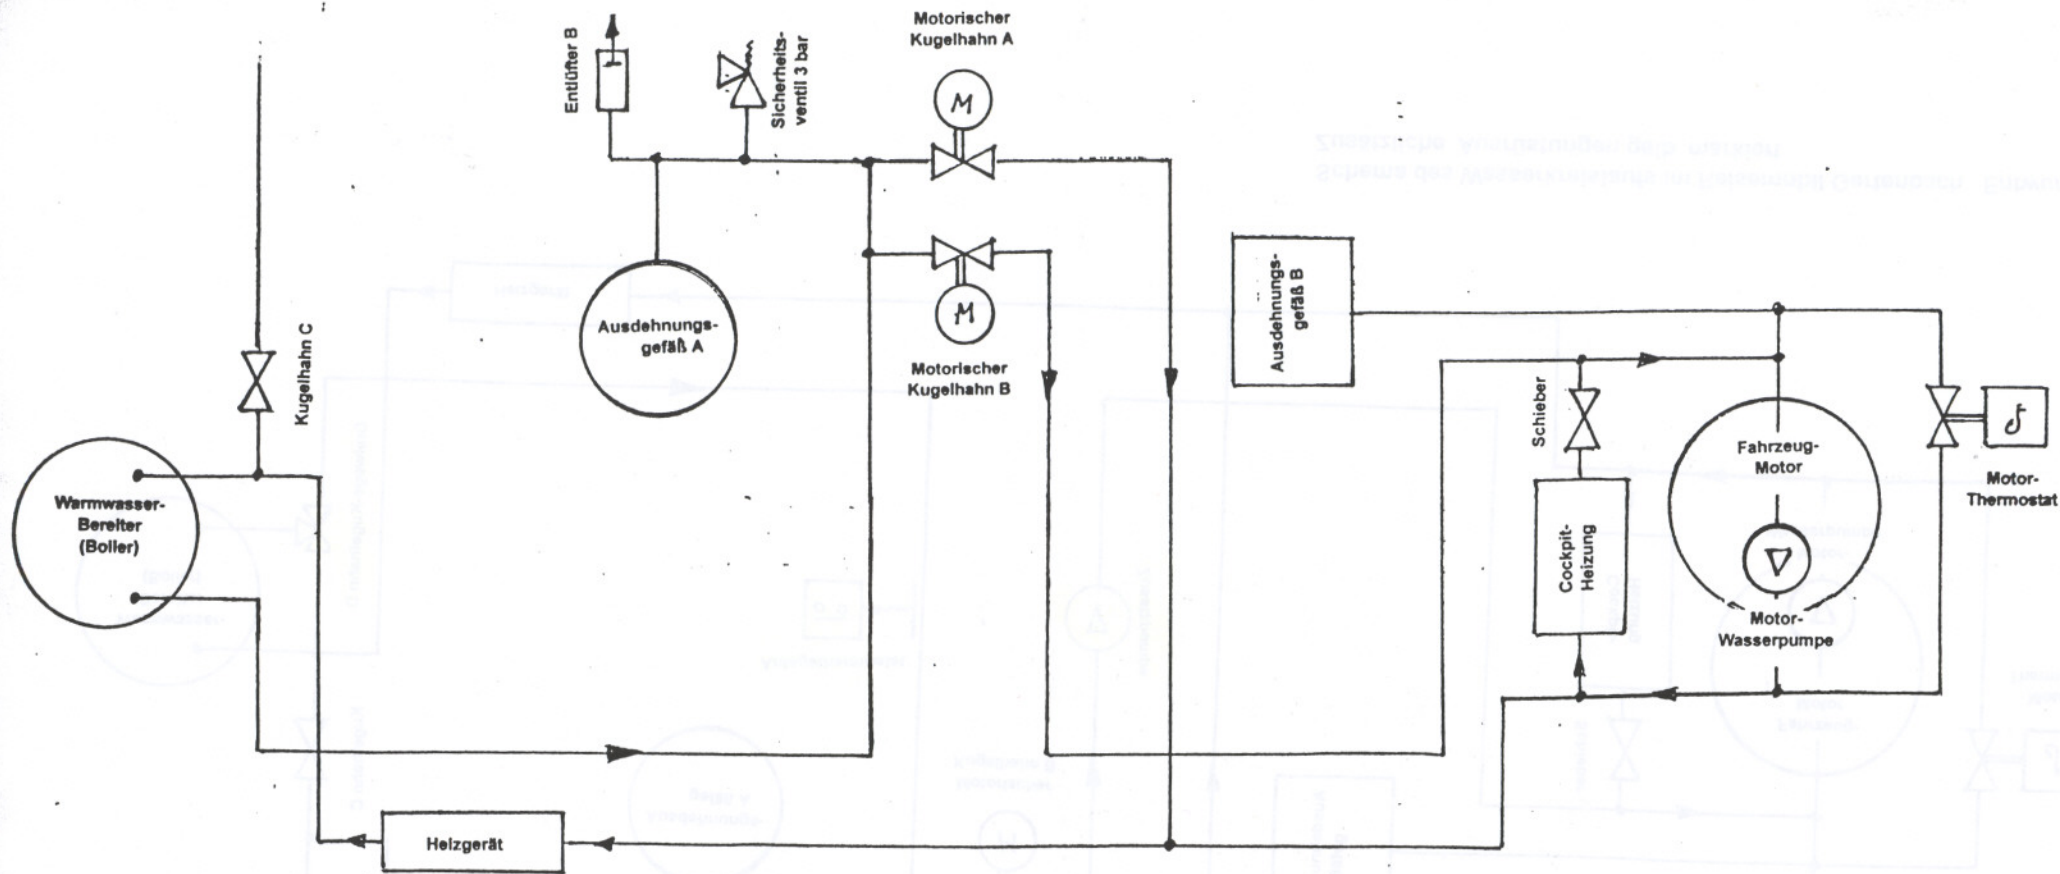 Motorischer
Kugelhahn A
Entlüfter B
Sicherheits-
ventil 3 bar
M
M
Motorischer
Kugelhahn B
Ausdehnungs-
gefäß A
Ausdehnungs-
gefäß B
Kugelhahn C
Schieber
Fahrzeug-
Motor
Motor-
Thermostat
Warmwasser-
Bereiter
(Boiler)
Cockpit-
Heizung
Motor-
Wasserpumpe
Heizgerät